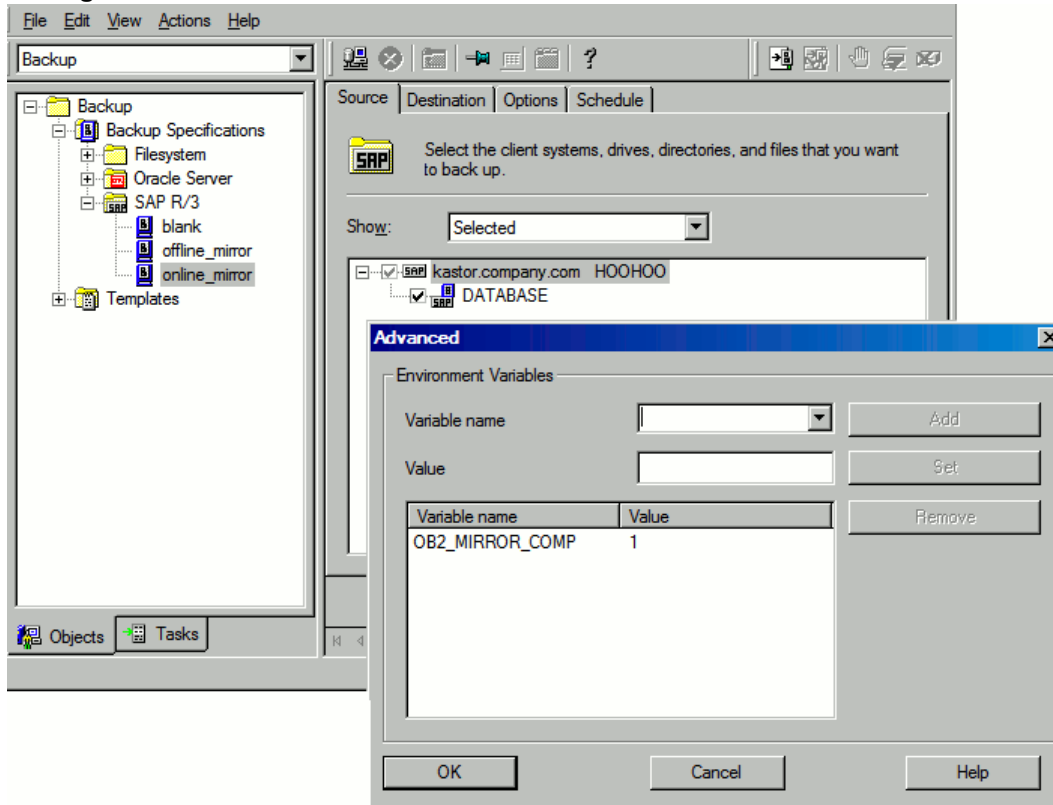 File Edit View Actions Help
Backup
?
Backup
Backup Specifications
Filesystem
Oracle Server
SAP R/3
blank
offline_mirror
online_mirror
Templates
Objects Tasks
Source Destination Options Schedule
SAP
Select the client systems, drives, directories, and files that you want
to back up.
Show: Selected
SAP kastor.company.com HOOHOO
SAP DATABASE
Advanced
Environment Variables
Variable name Add
Value Set
Variable name Value Remove
OB2_MIRROR_COMP 1
OK Cancel Help